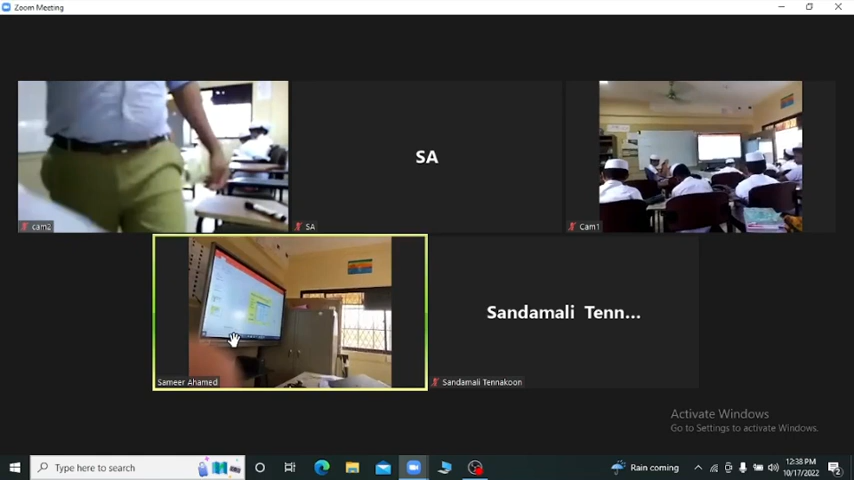 Zoom Meeting
cam2
SA
SA
Cam1
Sameer Ahamed
Sandamali Tenn...
Sandamali Tennakoon
Activate Windows
Go to Settings to activate Windows.
Type here to search
Rain coming
12:38 PM
10/17/2022
2